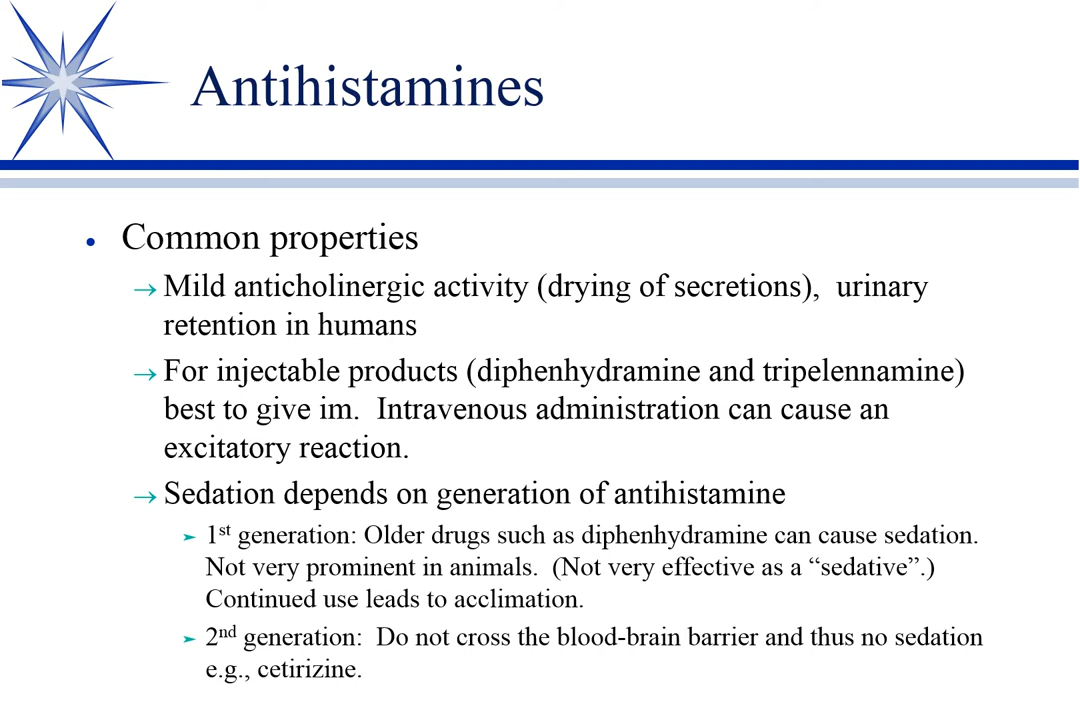 Antihistamines
• Common properties
→ Mild anticholinergic activity (drying of secretions),  urinary
retention in humans
→ For injectable products (diphenhydramine and tripelennamine)
best to give im.  Intravenous administration can cause an
excitatory reaction.
→ Sedation depends on generation of antihistamine
➢ 1st generation: Older drugs such as diphenhydramine can cause sedation.
Not very prominent in animals.  (Not very effective as a “sedative”.)
Continued use leads to acclimation.
➢ 2nd generation:  Do not cross the blood-brain barrier and thus no sedation
e.g., cetirizine.